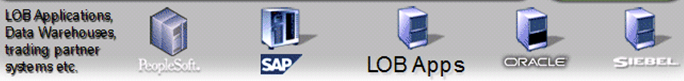 LOB Applications,
Data Warehouses,
trading partner
systems etc.
PeopleSoft.
SAP
LOB Apps
ORACLE
SIEBEL